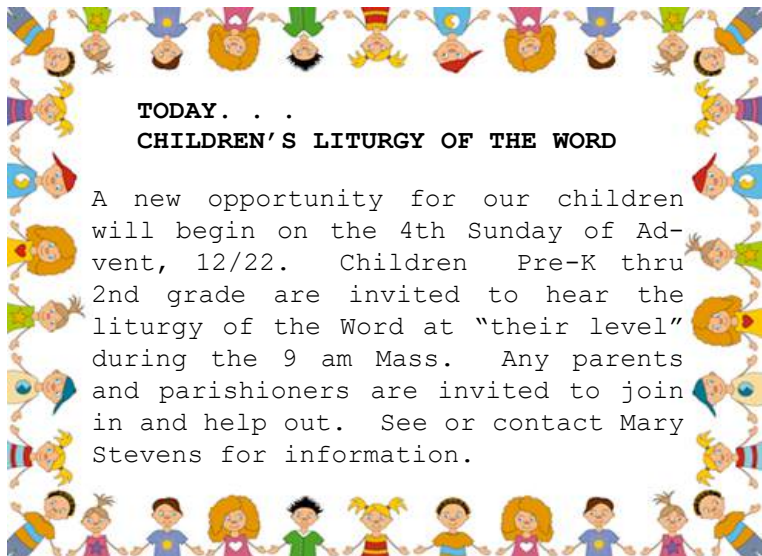 TODAY. . .
CHILDREN’S LITURGY OF THE WORD
A new opportunity for our children
will begin on the 4th Sunday of Ad-
vent, 12/22. Children Pre-K thru
2nd grade are invited to hear the
liturgy of the Word at “their level”
during the 9 am Mass. Any parents
and parishioners are invited to join
in and help out. See or contact Mary
Stevens for information.